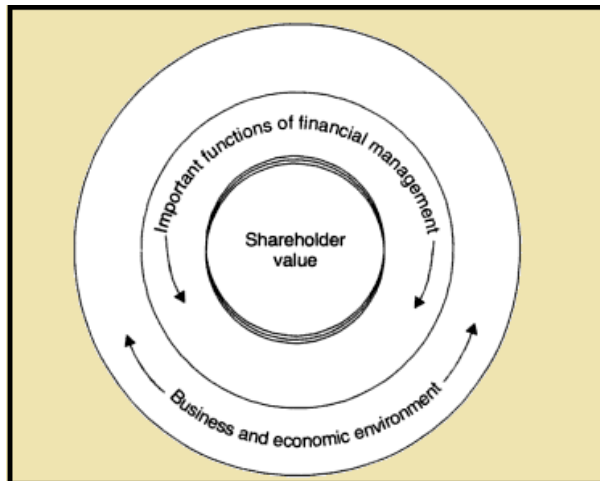 Important functions of financial management
Shareholder
value
Business and economic environment